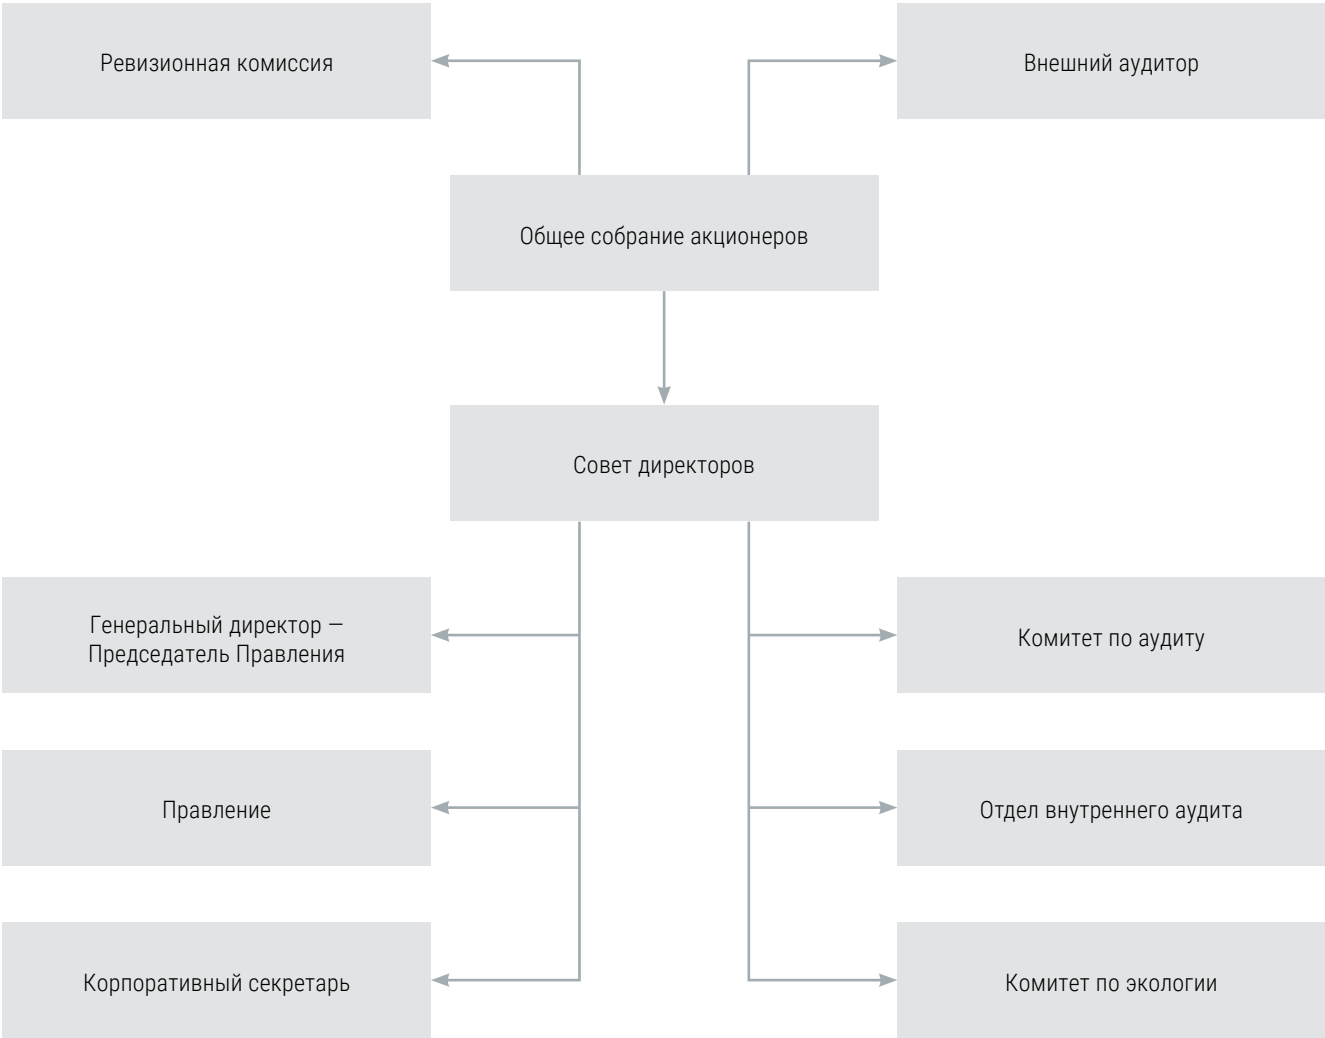 Ревизионная комиссия
Внешний аудитор
Общее собрание акционеров
Совет директоров
Генеральный директор —
Председатель Правления
Комитет по аудиту
Правление
Отдел внутреннего аудита
Корпоративный секретарь
Комитет по экологии